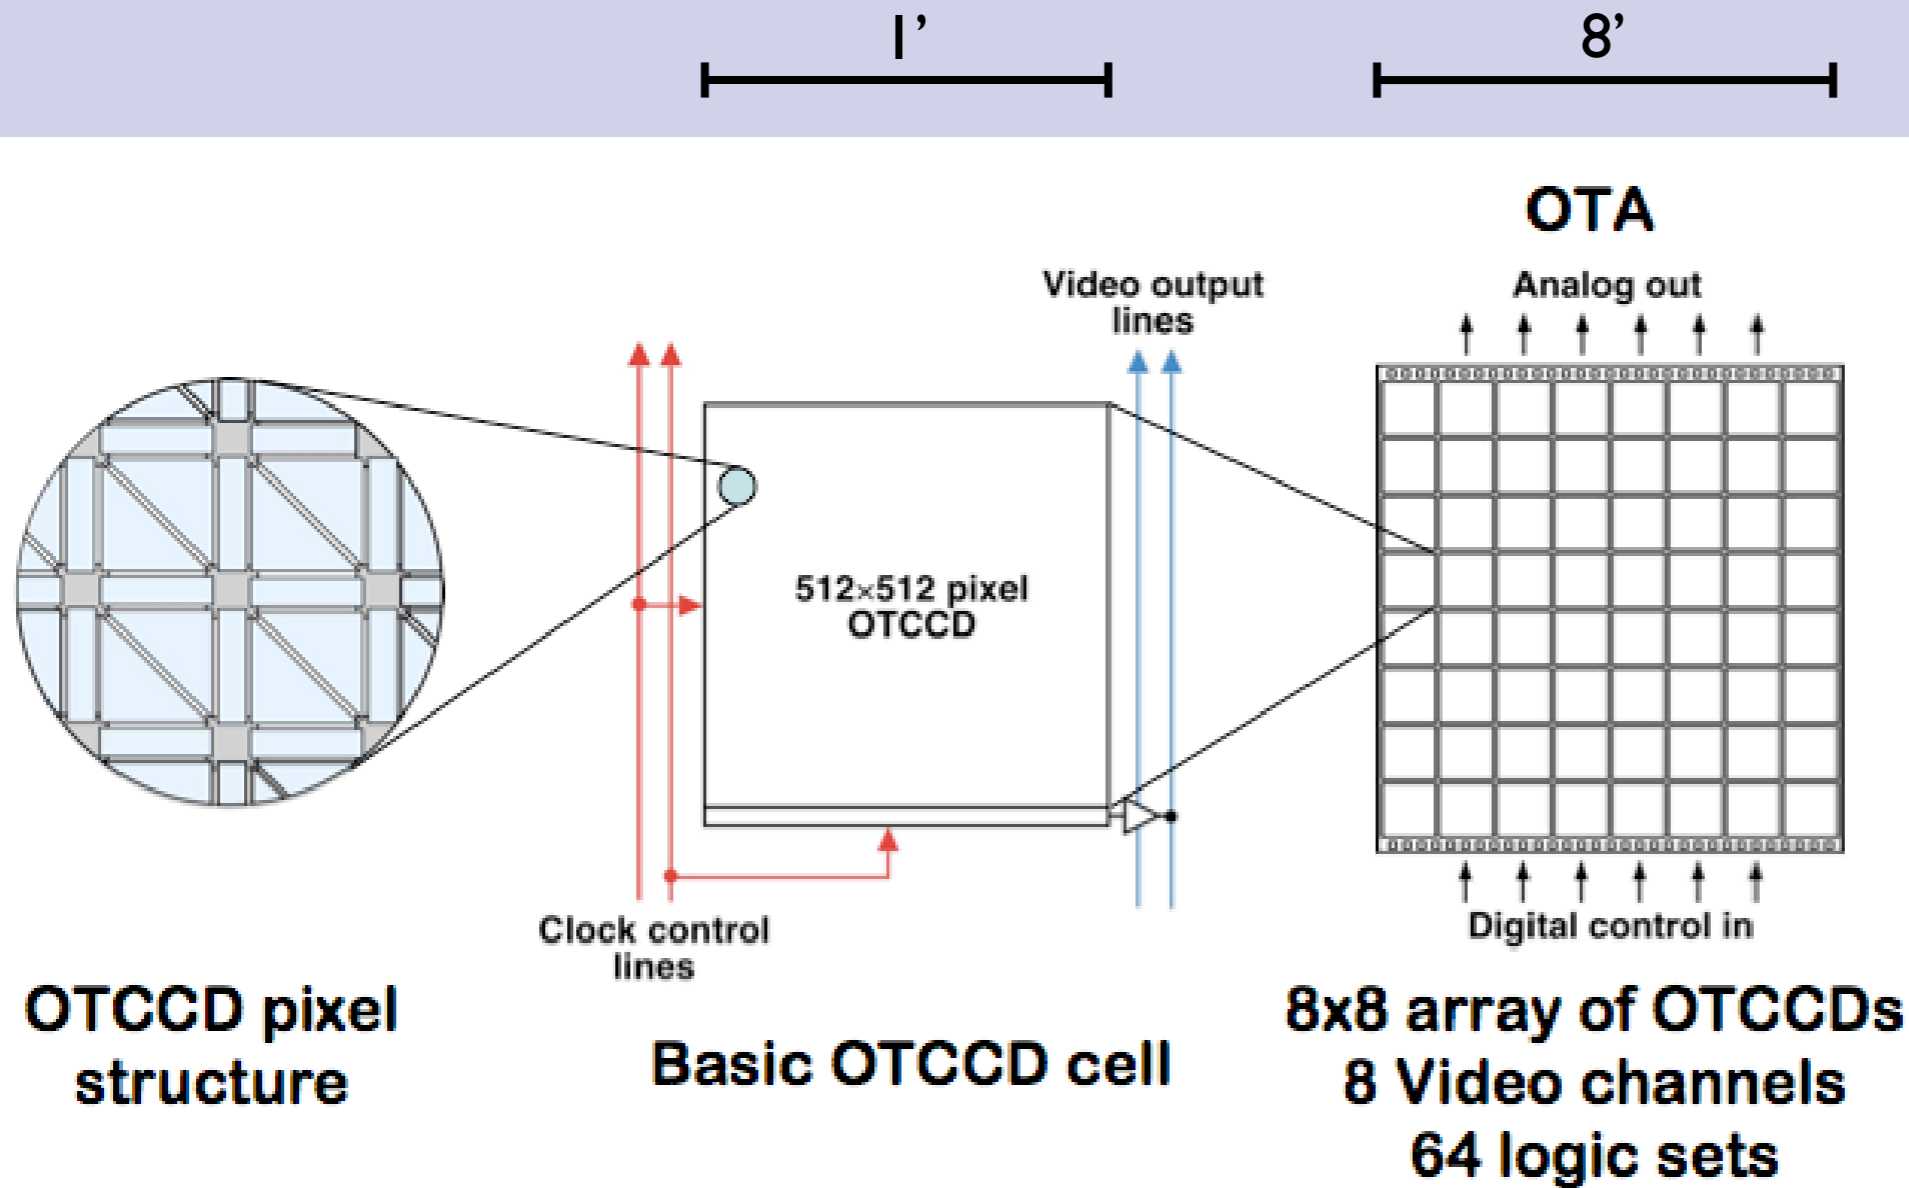 1’
8’
OTA
Analog out
Video output
lines
512×512 pixel
OTCCD
Clock control
lines
Digital control in
OTCCD pixel
structure
Basic OTCCD cell
8x8 array of OTCCDs
8 Video channels
64 logic sets